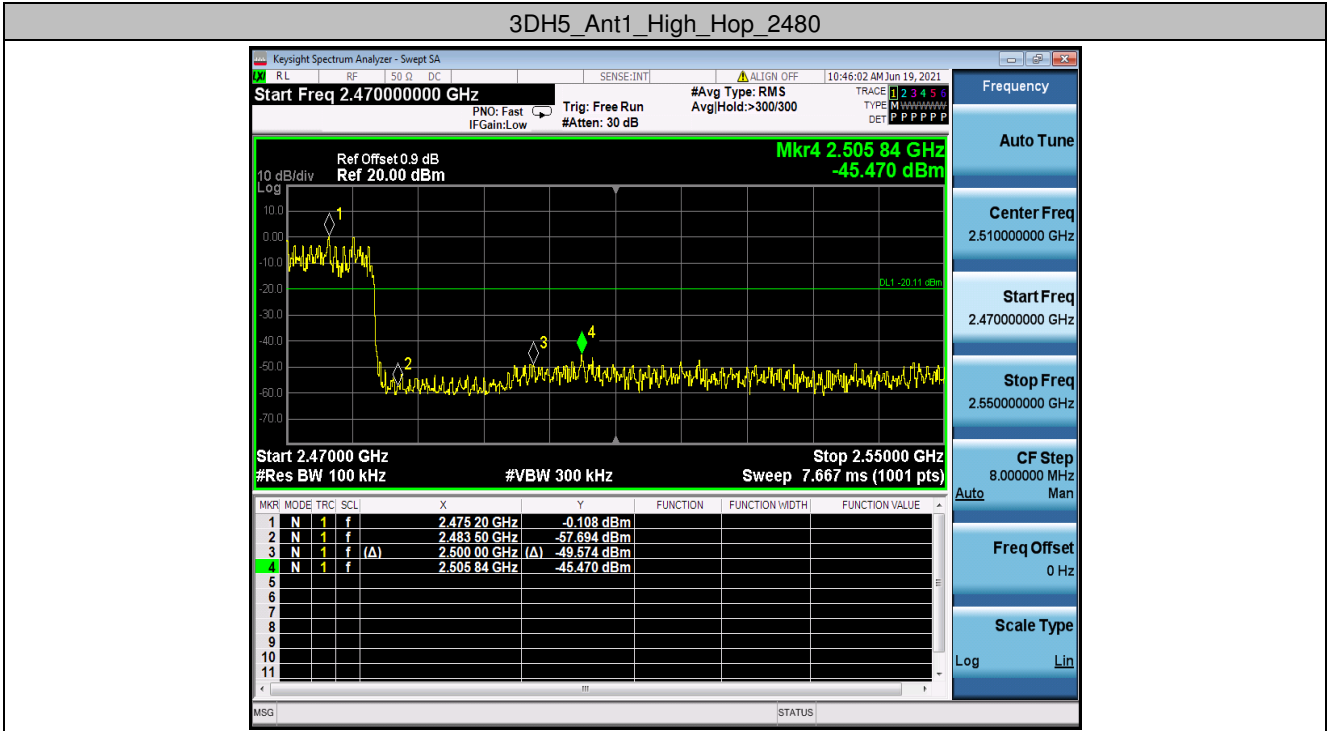 3DH5_Ant1_High_Hop_2480
Keysight Spectrum Analyzer - Swept SA
LXI RL RF 50 Ω DC SENSE:INT ALIGN OFF 10:46:02 AM Jun 19, 2021
Start Freq 2.470000000 GHz
PNO: Fast
IFGain:Low
Trig: Free Run
#Atten: 30 dB
#Avg Type: RMS
Avg|Hold:>300/300
TRACE 1 2 3 4 5 6
TYPE M WWWWW
DET P P P P P P
Mkr4 2.505 84 GHz
-45.470 dBm
Ref Offset 0.9 dB
10 dB/div Ref 20.00 dBm
Log
10.0
0.00
-10.0
-20.0
-30.0
-40.0
-50.0
-60.0
-70.0
1
2
3
4
DL1 -20.11 dBm
Start 2.47000 GHz Stop 2.55000 GHz
#Res BW 100 kHz #VBW 300 kHz Sweep 7.667 ms (1001 pts)
MKR MODE TRC SCL X Y FUNCTION FUNCTION WIDTH FUNCTION VALUE
1 N 1 f 2.475 20 GHz -0.108 dBm
2 N 1 f 2.483 50 GHz -57.694 dBm
3 N 1 f (Δ) 2.500 00 GHz (Δ) -49.574 dBm
4 N 1 f 2.505 84 GHz -45.470 dBm
5
6
7
8
9
10
11
MSG STATUS
Frequency
Auto Tune
Center Freq
2.510000000 GHz
Start Freq
2.470000000 GHz
Stop Freq
2.550000000 GHz
CF Step
8.000000 MHz
Auto Man
Freq Offset
0 Hz
Scale Type
Log Lin